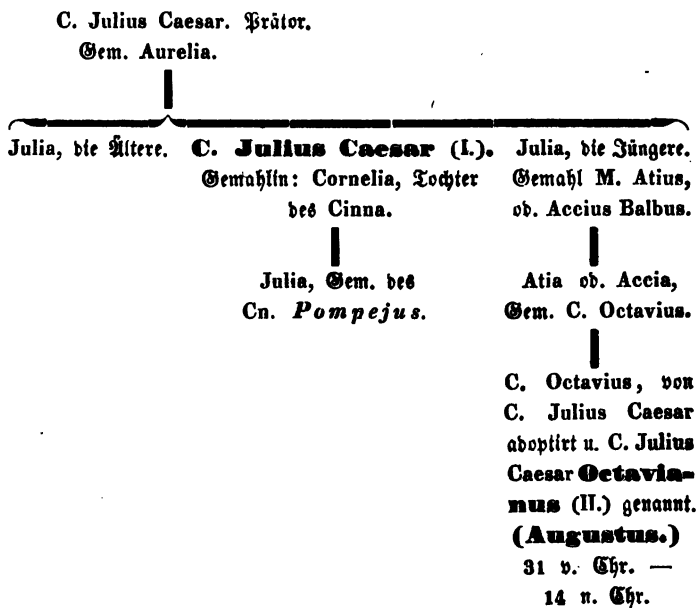 C. Julius Caesar. Prätor.
Gem. Aurelia.
Julia, die Ältere.
C. Julius Caesar (I.).
Gemahlin: Cornelia, Tochter
des Cinna.
Julia, Gem. des
Cn. Pompejus.
Julia, die Jüngere.
Gemahl M. Atius,
od. Accius Balbus.
Atia od. Accia,
Gem. C. Octavius.
C. Octavius, von
C. Julius Caesar
adoptirt u. C. Julius
Caesar Octavia-
nus (II.) genannt.
(Augustus.)
31 v. Chr. —
14 n. Chr.